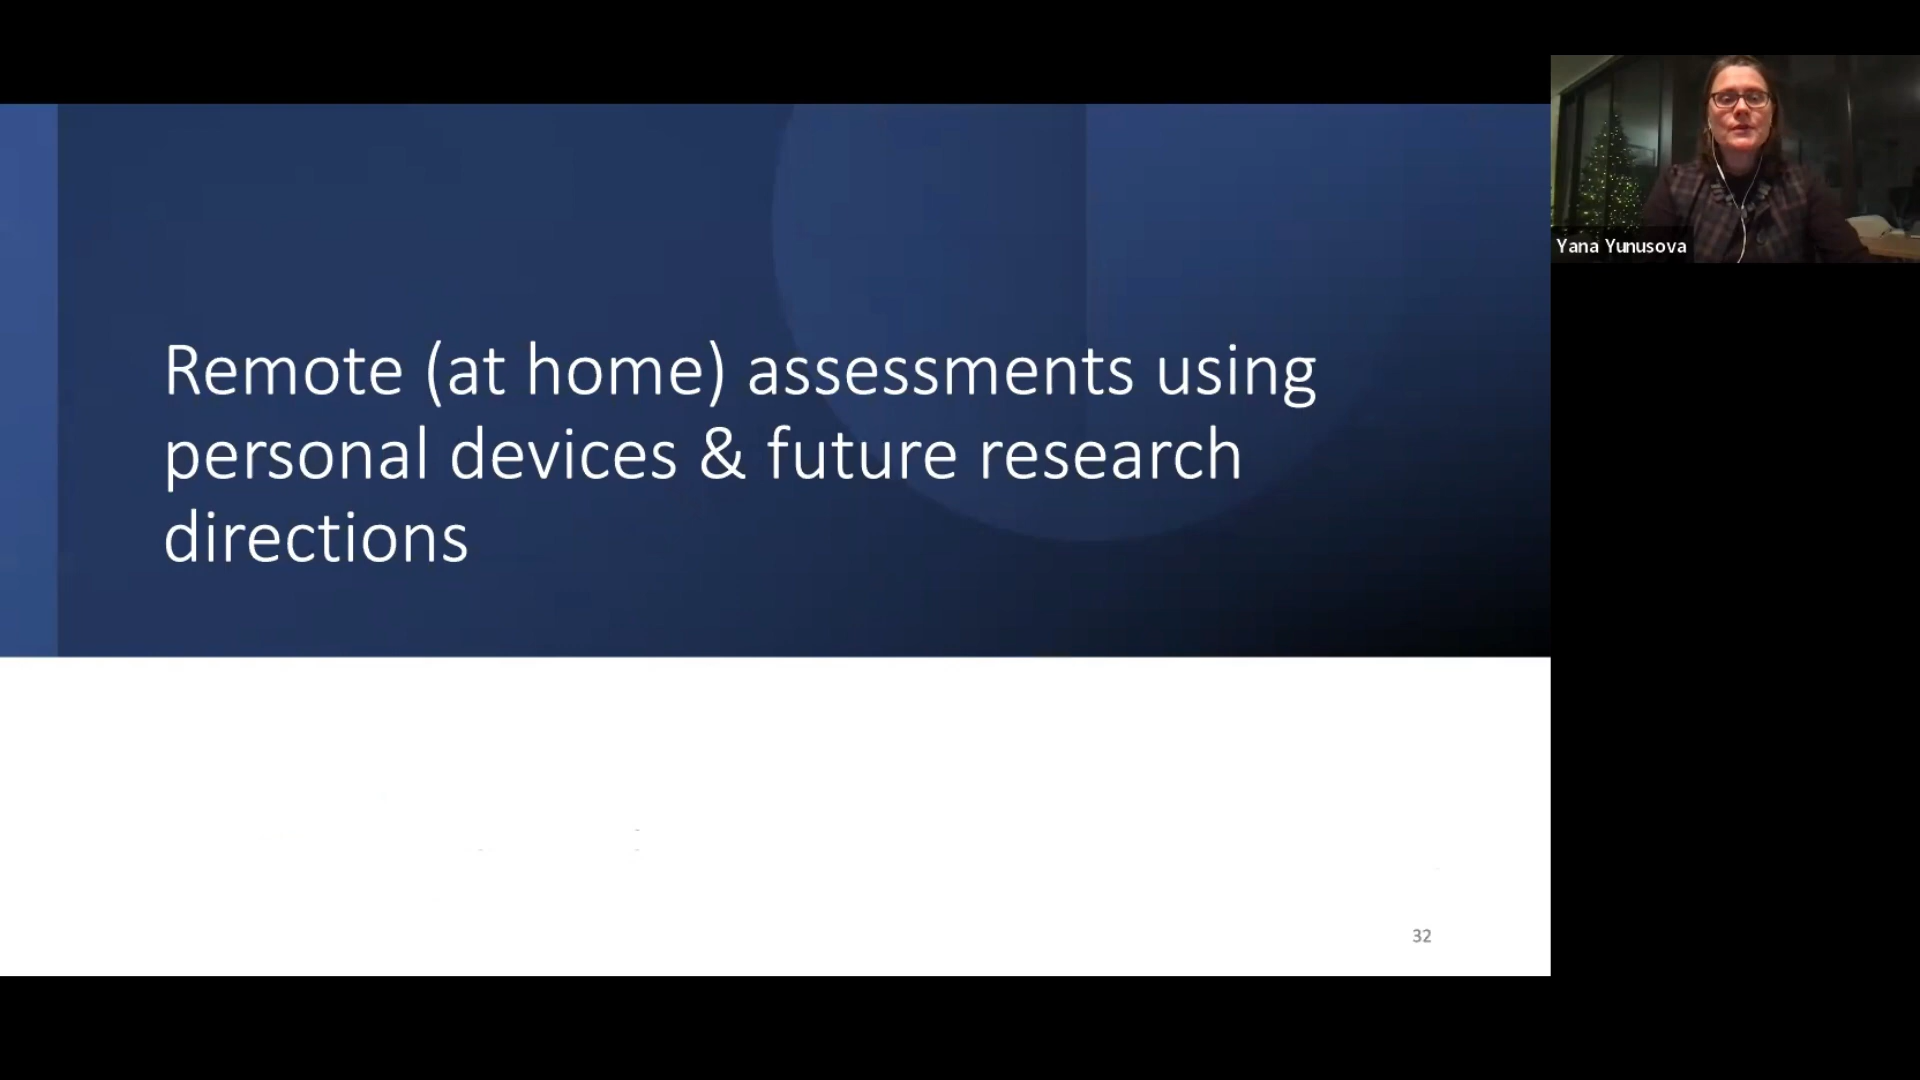 Remote (at home) assessments using
personal devices & future research
directions
32
Yana Yunusova